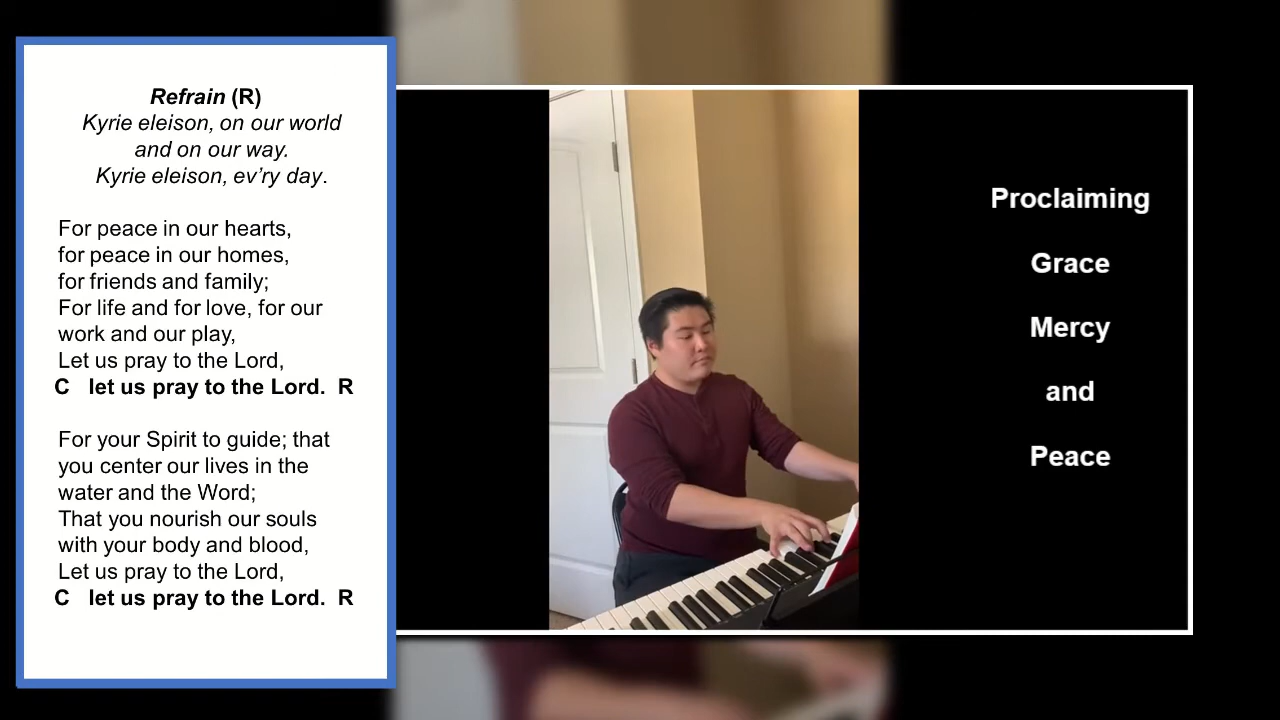 Refrain (R)
Kyrie eleison, on our world
and on our way.
Kyrie eleison, ev’ry day.
For peace in our hearts,
for peace in our homes,
for friends and family;
For life and for love, for our
work and our play,
Let us pray to the Lord,
C let us pray to the Lord. R
For your Spirit to guide; that
you center our lives in the
water and the Word;
That you nourish our souls
with your body and blood,
Let us pray to the Lord,
C let us pray to the Lord. R
Proclaiming
Grace
Mercy
and
Peace